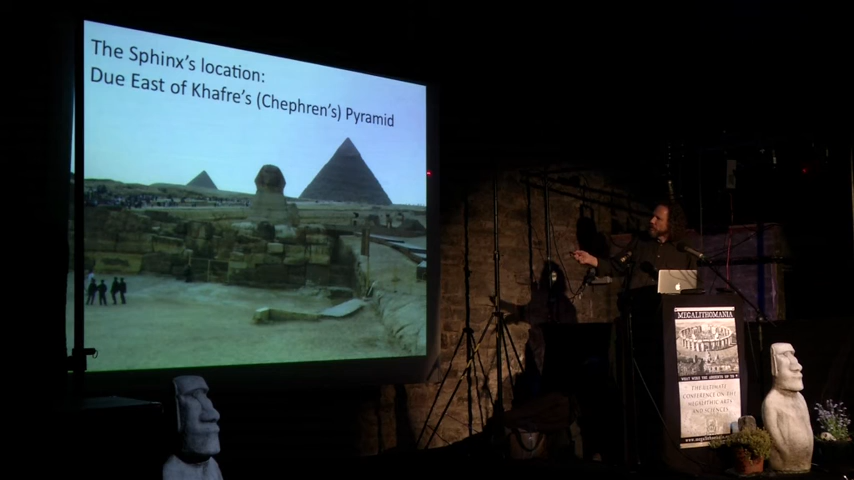 The Sphinx's location:
Due East of Khafre's (Chephren's) Pyramid
MEGALITHOMANIA
THE ULTIMATE
CONFERENCE ON THE
MEGALITHIC ARTS
AND SCIENCES